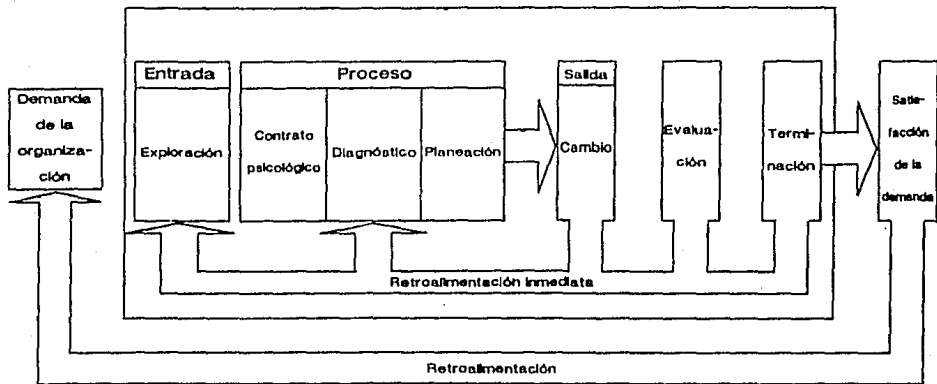 Demanda
de la
organiza-
ción
Entrada
Exploración
Proceso
Contrato
psicológico
Diagnóstico
Planeación
Salida
Cambio
Evalua-
ción
Termi-
nación
Satis-
facción
de la
demanda
Retroalimentación inmediata
Retroalimentación